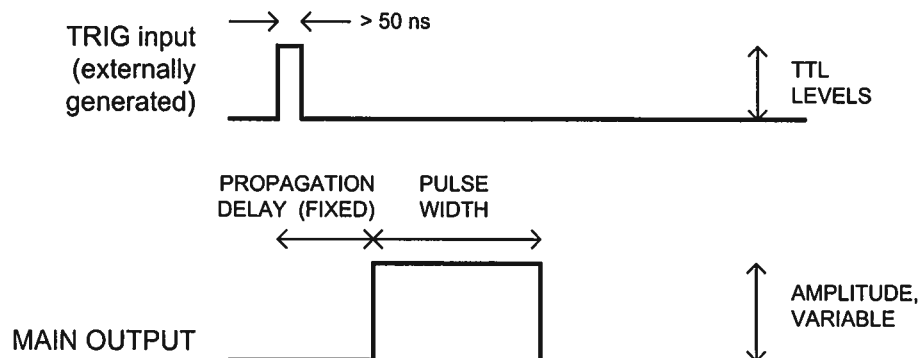 > 50 ns
TRIG input
(externally
generated)
TTL
LEVELS
PROPAGATION
DELAY (FIXED)
PULSE
WIDTH
MAIN OUTPUT
AMPLITUDE,
VARIABLE